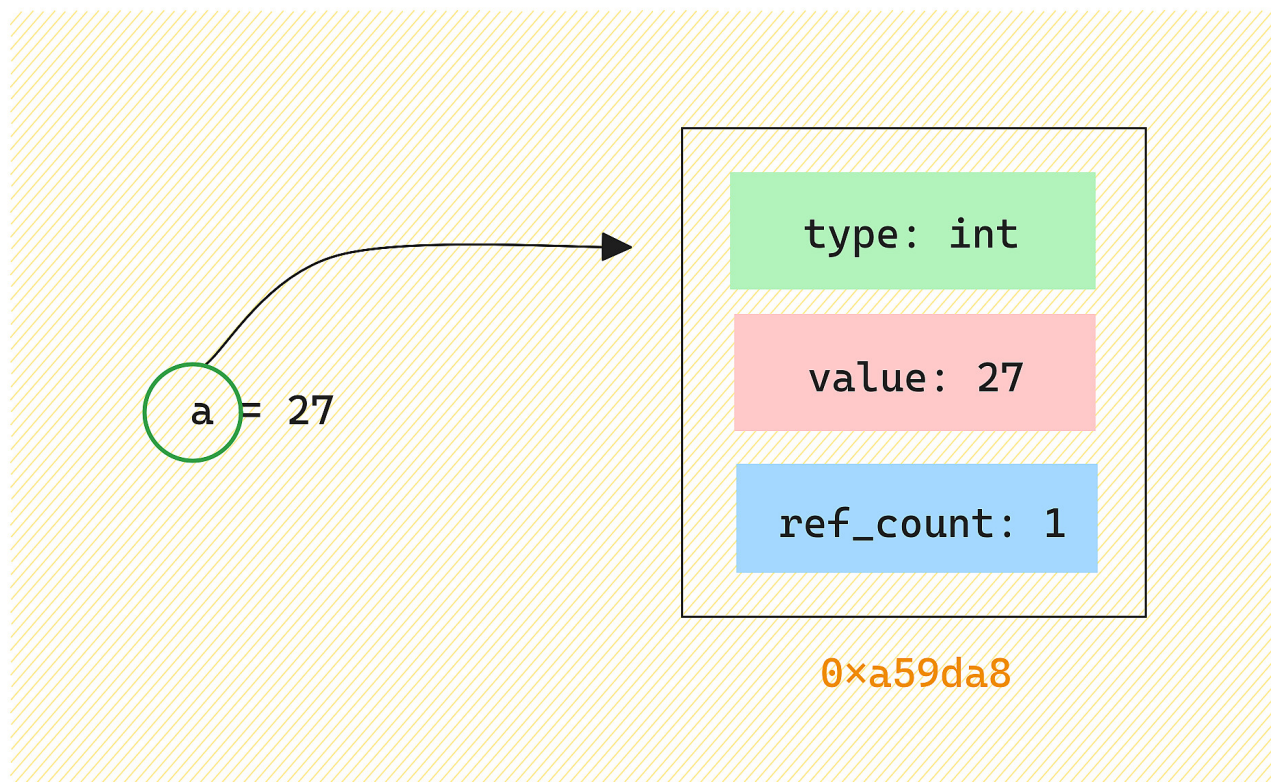 a = 27
type: int
value: 27
ref_count: 1
0×a59da8